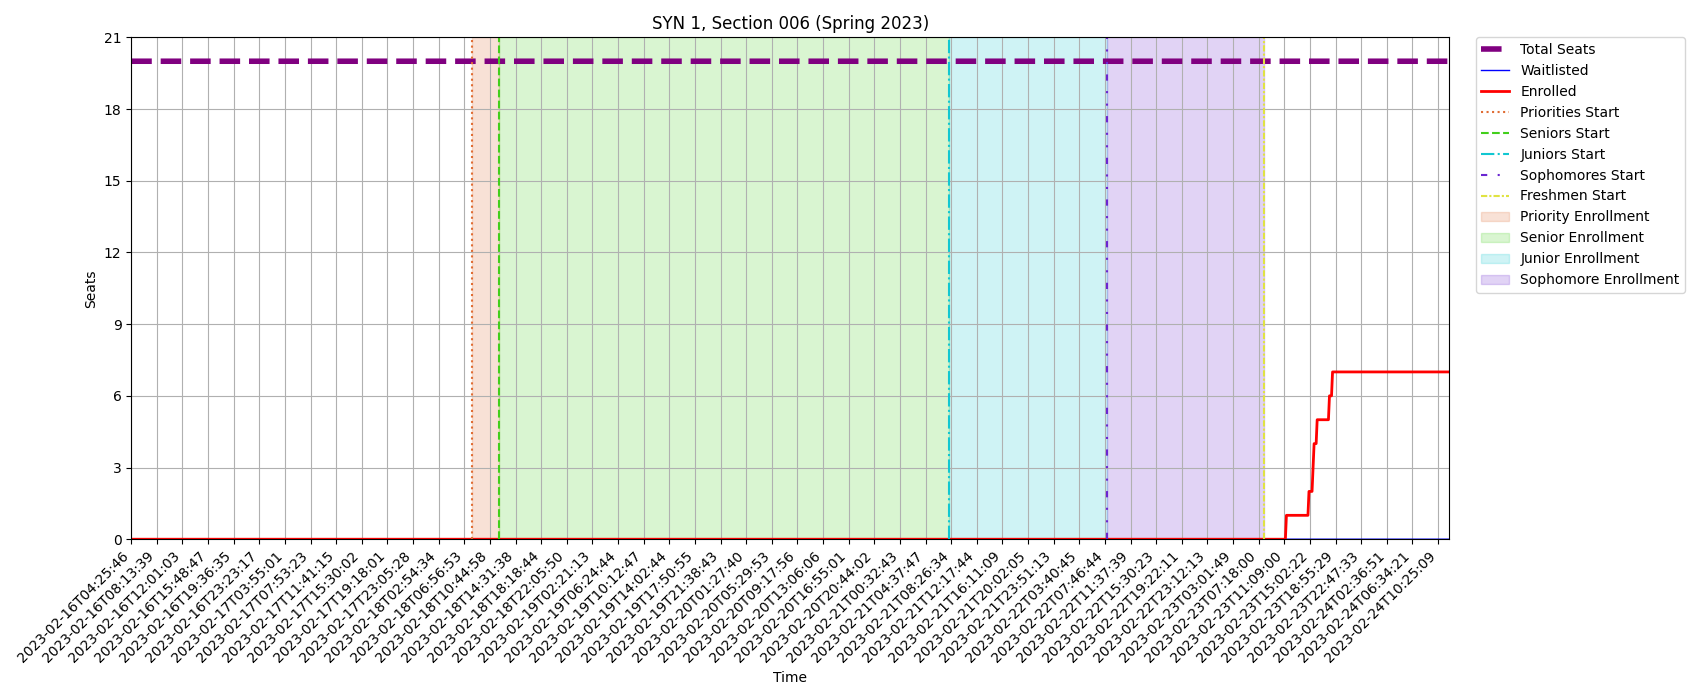 SYN 1, Section 006 (Spring 2023)
21
18
15
12
9
6
3
0
Seats
2023-02-16T04:25:46
2023-02-16T08:13:39
2023-02-16T12:01:03
2023-02-16T15:48:47
2023-02-16T19:36:35
2023-02-16T23:23:17
2023-02-17T03:55:01
2023-02-17T07:53:23
2023-02-17T11:41:15
2023-02-17T15:30:02
2023-02-17T19:18:01
2023-02-17T23:05:28
2023-02-18T02:54:34
2023-02-18T06:56:53
2023-02-18T10:44:58
2023-02-18T14:31:38
2023-02-18T18:18:44
2023-02-18T22:05:50
2023-02-19T02:21:13
2023-02-19T06:24:44
2023-02-19T10:12:47
2023-02-19T14:02:44
2023-02-19T17:50:55
2023-02-19T21:38:43
2023-02-20T01:27:40
2023-02-20T05:29:53
2023-02-20T09:17:56
2023-02-20T13:06:06
2023-02-20T16:55:01
2023-02-20T20:44:02
2023-02-21T00:32:43
2023-02-21T04:37:47
2023-02-21T08:26:34
2023-02-21T12:17:44
2023-02-21T16:11:09
2023-02-21T20:02:05
2023-02-21T23:51:13
2023-02-22T03:40:45
2023-02-22T07:46:44
2023-02-22T11:37:39
2023-02-22T15:30:23
2023-02-22T19:22:11
2023-02-22T23:12:13
2023-02-23T03:01:49
2023-02-23T07:18:00
2023-02-23T11:09:00
2023-02-23T15:02:22
2023-02-23T18:55:29
2023-02-23T22:47:33
2023-02-24T02:36:51
2023-02-24T06:34:21
2023-02-24T10:25:09
Time
Total Seats
Waitlisted
Enrolled
Priorities Start
Seniors Start
Juniors Start
Sophomores Start
Freshmen Start
Priority Enrollment
Senior Enrollment
Junior Enrollment
Sophomore Enrollment